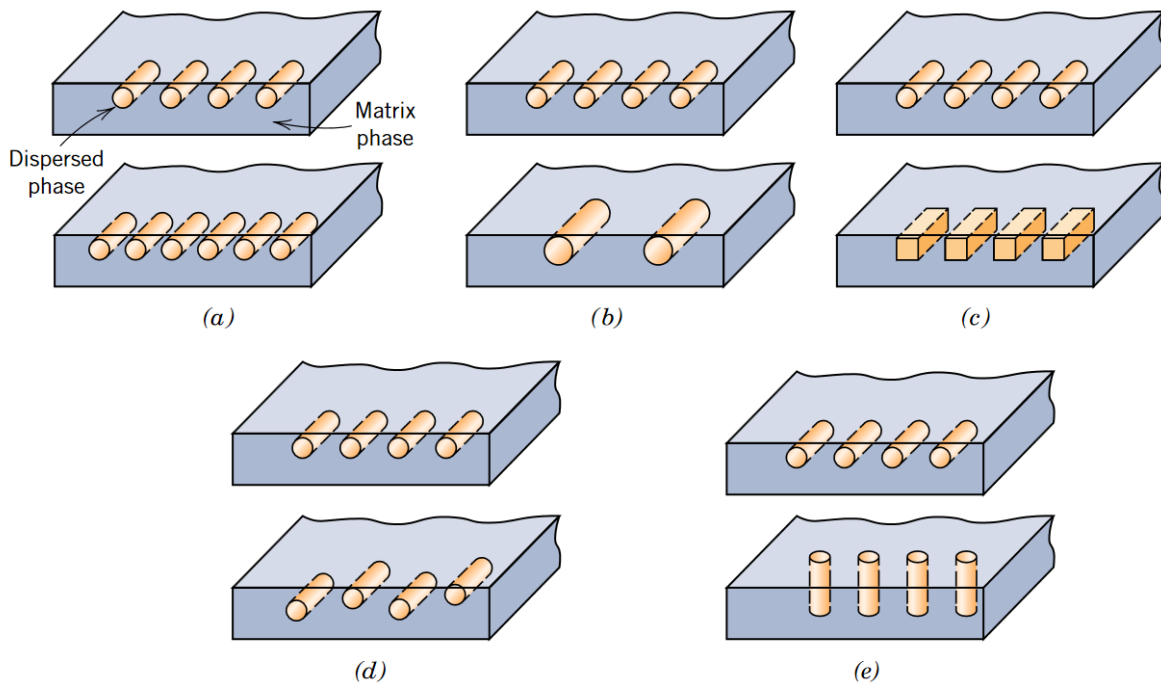 Matrix
phase
Dispersed
phase
(a)
(b)
(c)
(d)
(e)